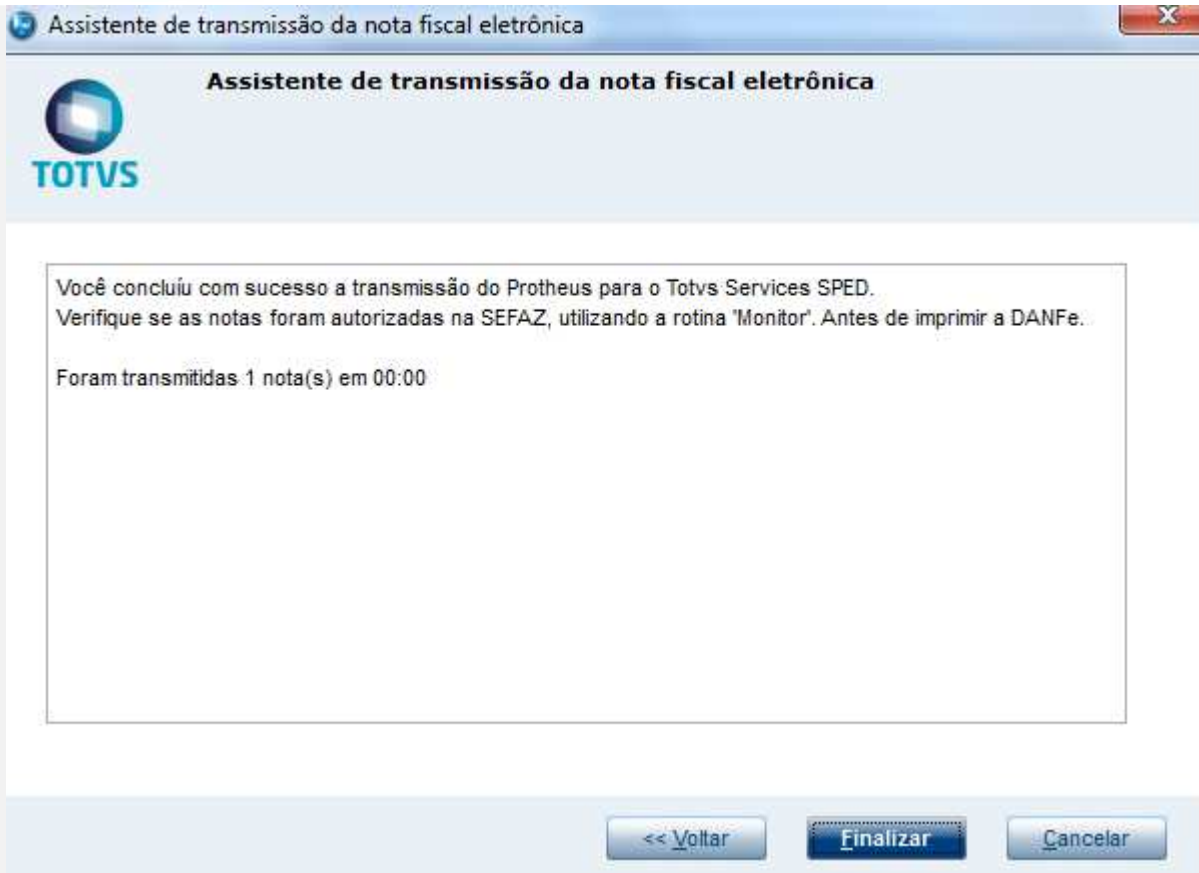 Assistente de transmissão da nota fiscal eletrônica
Assistente de transmissão da nota fiscal eletrônica
TOTVS
Você concluíu com sucesso a transmissão do Protheus para o Totvs Services SPED.
Verifique se as notas foram autorizadas na SEFAZ, utilizando a rotina 'Monitor'. Antes de imprimir a DANFe.
Foram transmitidas 1 nota(s) em 00:00
<< Voltar
Finalizar
Cancelar